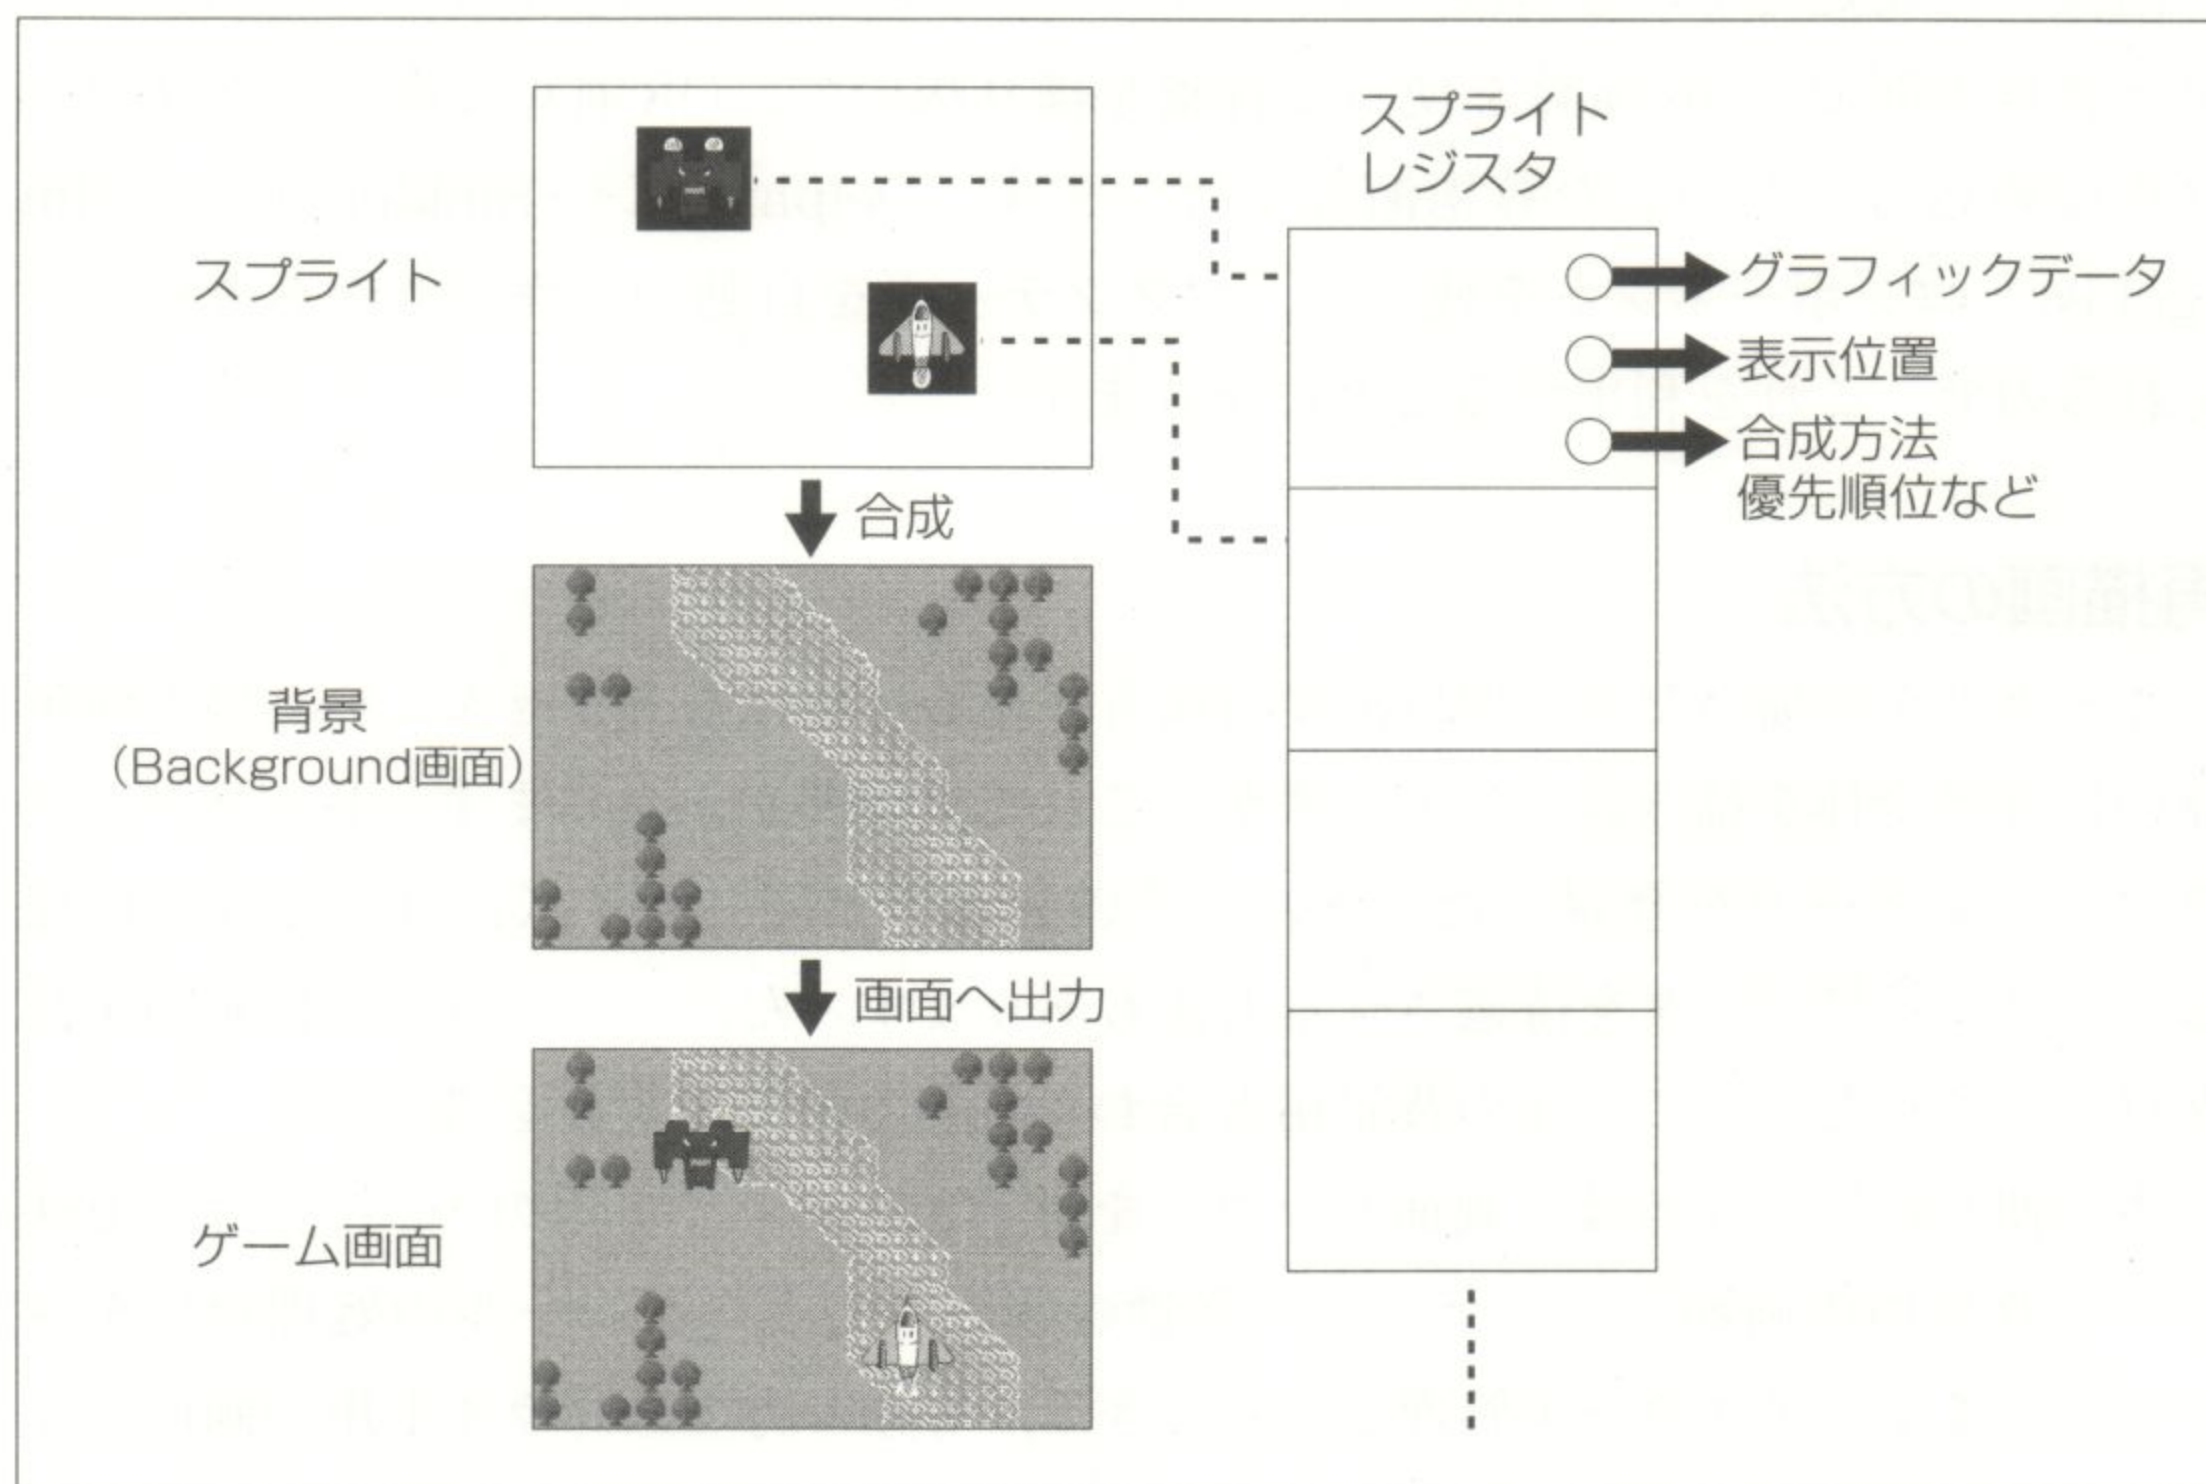 スプライト
レジスタ
スプライト
グラフィックデータ
表示位置
合成方法
優先順位など
合成
背景
（Background画面）
画面へ出力
ゲーム画面